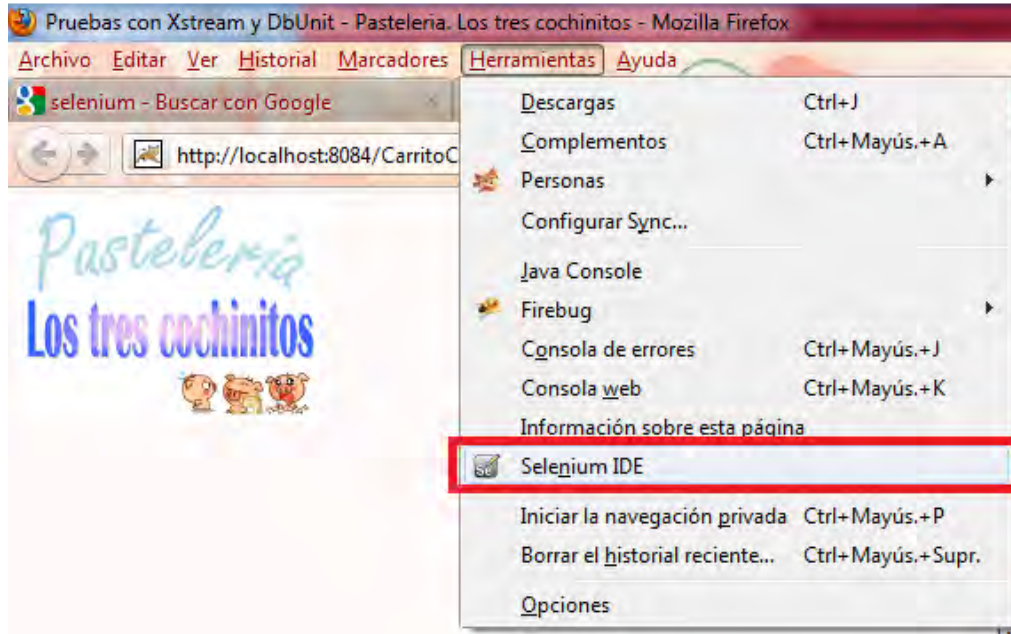 Pruebas con Xstream y DbUnit - Pasteleria. Los tres cochinitos - Mozilla Firefox
Archivo Editar Ver Historial Marcadores Herramientas Ayuda
selenium - Buscar con Google
http://localhost:8084/CarritoC
Pasteleria
Los tres cochinitos
Descargas Ctrl+J
Complementos Ctrl+Mayús.+A
Personas
Configurar Sync...
Java Console
Firebug
Consola de errores Ctrl+Mayús.+J
Consola web Ctrl+Mayús.+K
Información sobre esta página
Selenium IDE
Iniciar la navegación privada Ctrl+Mayús.+P
Borrar el historial reciente... Ctrl+Mayús.+Supr.
Opciones